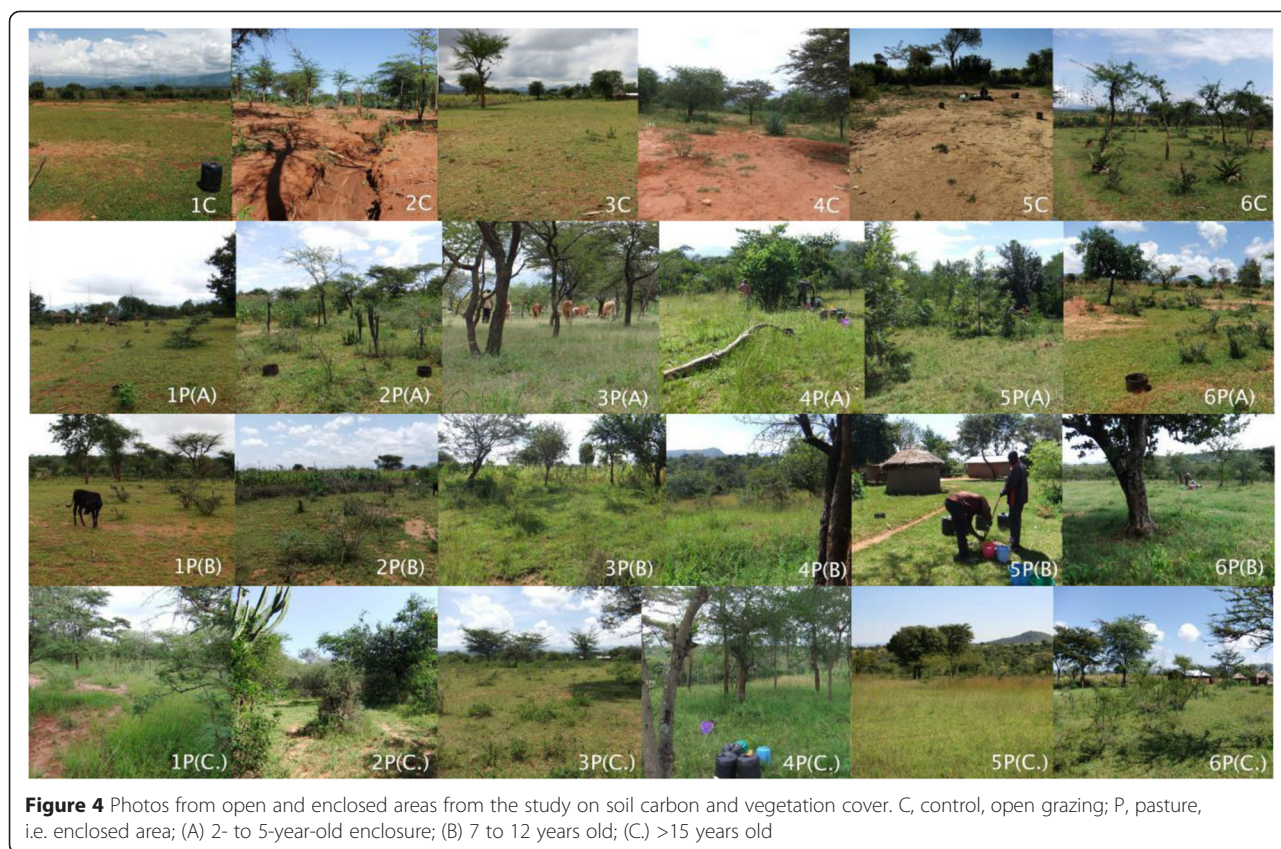 1C 2C 3C 4C 5C 6C
1P(A) 2P(A) 3P(A) 4P(A) 5P(A) 6P(A)
1P(B) 2P(B) 3P(B) 4P(B) 5P(B) 6P(B)
1P(C.) 2P(C.) 3P(C.) 4P(C.) 5P(C.) 6P(C.)
Figure 4 Photos from open and enclosed areas from the study on soil carbon and vegetation cover. C, control, open grazing; P, pasture,
i.e. enclosed area; (A) 2- to 5-year-old enclosure; (B) 7 to 12 years old; (C.) >15 years old